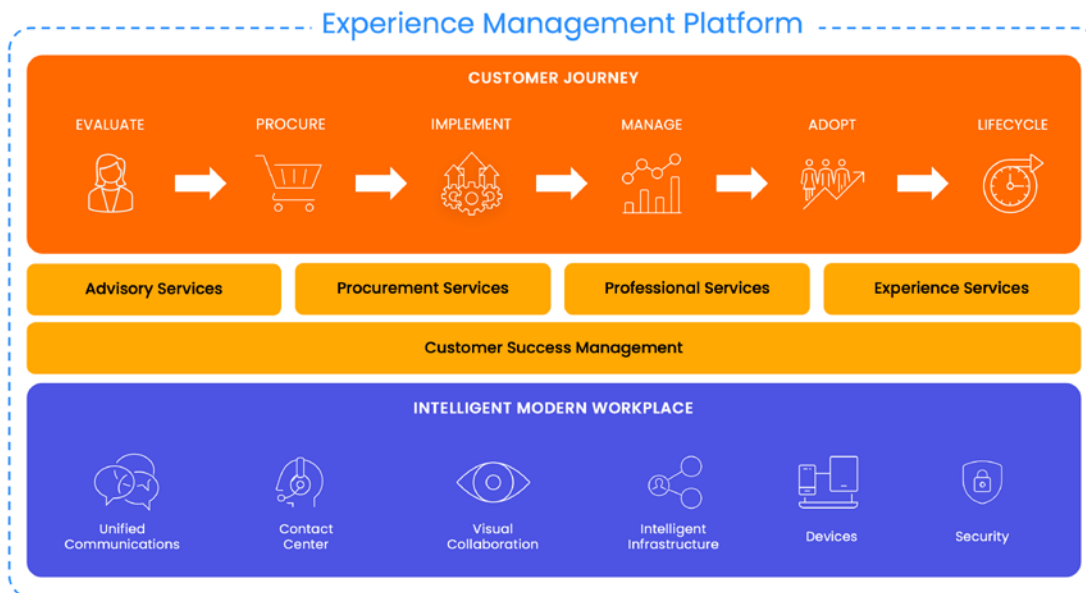 Experience Management Platform
CUSTOMER JOURNEY
EVALUATE
PROCURE
IMPLEMENT
MANAGE
ADOPT
LIFECYCLE
Advisory Services
Procurement Services
Professional Services
Experience Services
Customer Success Management
INTELLIGENT MODERN WORKPLACE
Unified
Communications
Contact
Center
Visual
Collaboration
Intelligent
Infrastructure
Devices
Security